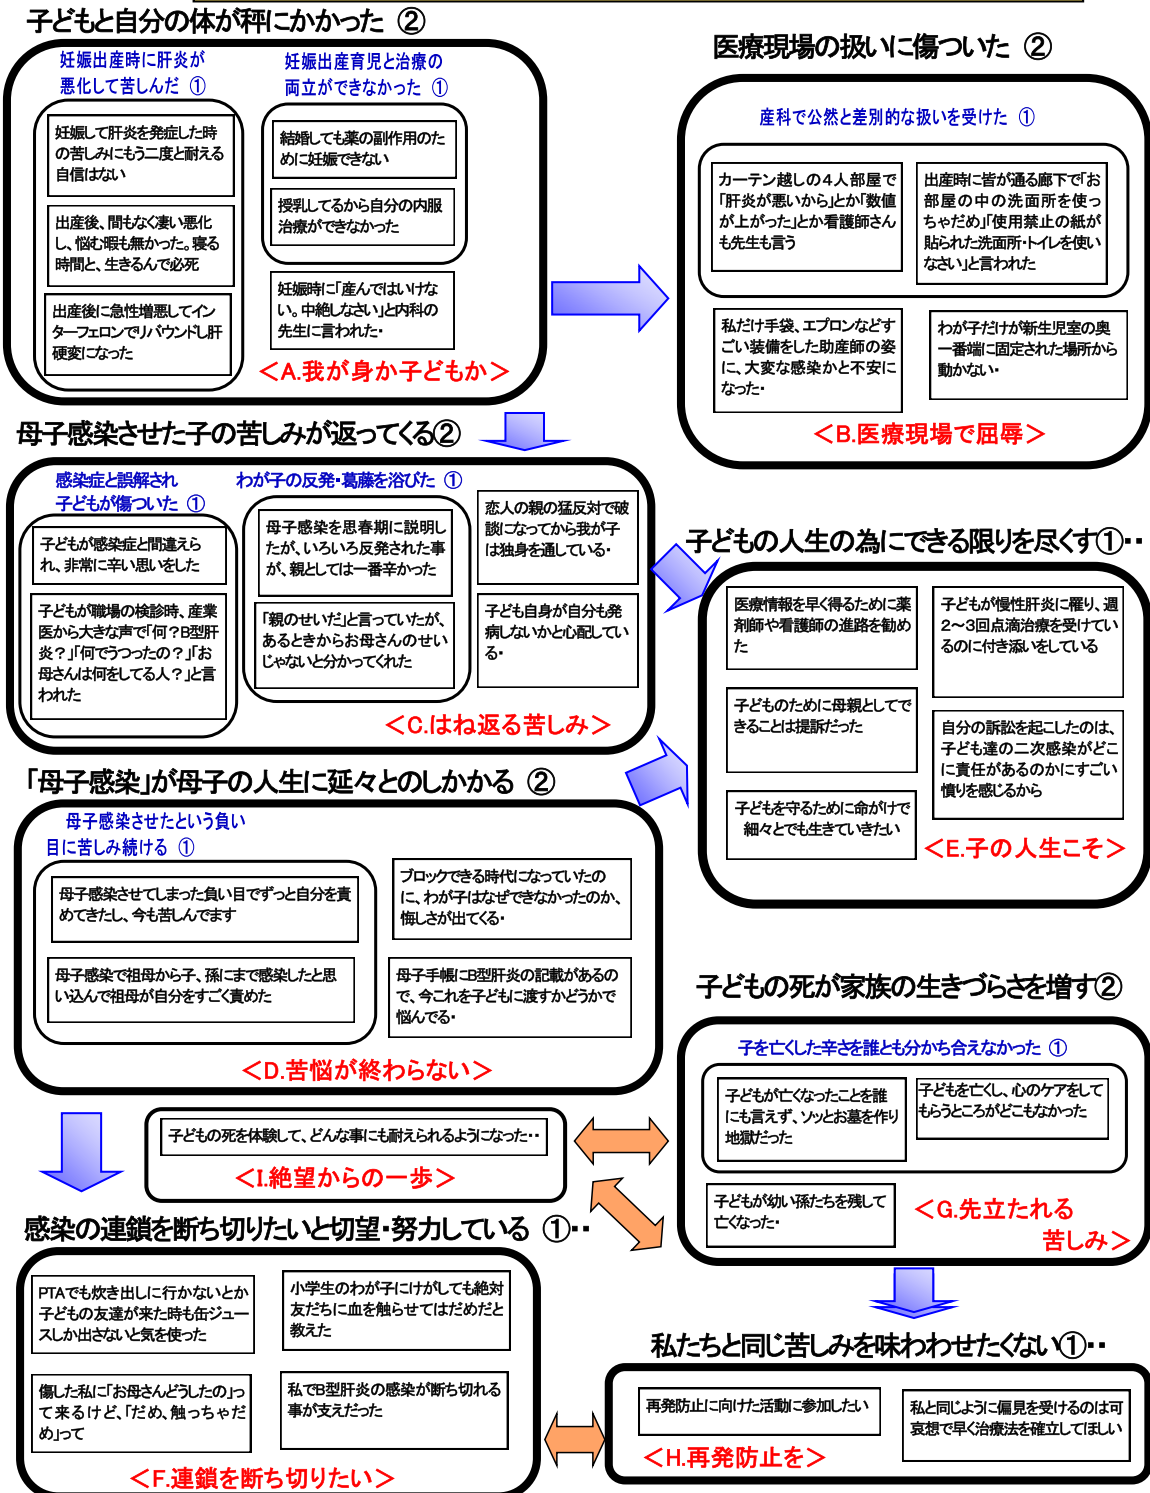 子どもと自分の体が秤にかかった ②
妊娠出産時に肝炎が
悪化して苦しんだ ①
妊娠して肝炎を発症した時
の苦しみにもう二度と耐える
自信はない
出産後、間もなく凄い悪化
し、悩む暇も無かった。寝る
時間と、生きるんで必死
出産後に急性増悪してイン
ターフェロンでリバウンドし肝
硬変になった
妊娠出産育児と治療の
両立ができなかった ①
結婚しても薬の副作用のた
めに妊娠できない
授乳してるから自分の内服
治療ができなかった
妊娠時に「産んではいけな
い。中絶しなさい」と内科の
先生に言われた・
<A.我が身か子どもか>
医療現場の扱いに傷ついた ②
産科で公然と差別的な扱いを受けた ①
カーテン越しの4人部屋で
「肝炎が悪いから」とか「数値
が上がった」とか看護師さん
も先生も言う
出産時に皆が通る廊下で「お
部屋の中の洗面所を使っ
ちゃだめ」「使用禁止の紙が
貼られた洗面所・トイレを使い
なさい」と言われた
私だけ手袋、エプロンなどす
ごい装備をした助産師の姿
に、大変な感染かと不安に
なった・
わが子だけが新生児室の奥
一番端に固定された場所から
動かない・
<B.医療現場で屈辱>
母子感染させた子の苦しみが返ってくる②
感染症と誤解され
子どもが傷ついた ①
子どもが感染症と間違えら
れ、非常に辛い思いをした
子どもが職場の検診時、産業
医から大きな声で「何?B型肝
炎?」「何でうつったの?」「お
母さんは何をしてる人?」と言
われた
わが子の反発・葛藤を浴びた ①
母子感染を思春期に説明し
たが、いろいろ反発された事
が、親としては一番辛かった
「親のせいだ」と言っていたが、
あるときからお母さんのせい
じゃないと分かってくれた
恋人の親の猛反対で破
談になってから我が子
は独身を通している・
子ども自身が自分も発
病しないかと心配してい
る・
<C.はね返る苦しみ>
子どもの人生の為にできる限りを尽くす①・・
医療情報を早く得るために薬
剤師や看護師の進路を勧め
た
子どもが慢性肝炎に罹り、週
2～3回点滴治療を受けてい
るのに付き添いをしている
子どものために母親としてで
きることは提訴だった
自分の訴訟を起こしたのは、
子ども達の二次感染がどこ
に責任があるのかにすごい
憤りを感じるから
子どもを守るために命がけで
細々とでも生きていきたい
<E.子の人生こそ>
「母子感染」が母子の人生に延々とのしかかる ②
母子感染させたという負い
目に苦しみ続ける ①
母子感染させてしまった負い目でずっと自分を責
めてきたし、今も苦しんでます
母子感染で祖母から子、孫にまで感染したと思
い込んで祖母が自分をすごく責めた
ブロックできる時代になっていたの
に、わが子はなぜできなかったのか、
悔しさが出てくる・
母子手帳にB型肝炎の記載があるの
で、今これを子どもに渡すかどうかで
悩んでる・
<D.苦悩が終わらない>
子どもの死が家族の生きづらさを増す②
子を亡くした辛さを誰とも分かち合えなかった ①
子どもが亡くなったことを誰
にも言えず、ソッとお墓を作り
地獄だった
子どもを亡くし、心のケアをして
もらうところがどこもなかった
子どもが幼い孫たちを残して
亡くなった・
<G.先立たれる
苦しみ>
子どもの死を体験して、どんな事にも耐えられるようになった・・
<I.絶望からの一歩>
感染の連鎖を断ち切りたいと切望・努力している ①・・
PTAでも炊き出しに行かないとか
子どもの友達が来た時も缶ジュー
スしか出さないと気を使った
小学生のわが子にけがしても絶対
友だちに血を触らせてはだめだと
教えた
傷した私に「お母さんどうしたの」っ
て来るけど、「だめ、触っちゃだ
め」って
私でB型肝炎の感染が断ち切れる
事が支えだった
<F.連鎖を断ち切りたい>
私たちと同じ苦しみを味わわせたくない①・・
再発防止に向けた活動に参加したい
私と同じように偏見を受けるのは可
哀想で早く治療法を確立してほしい
<H.再発防止を>